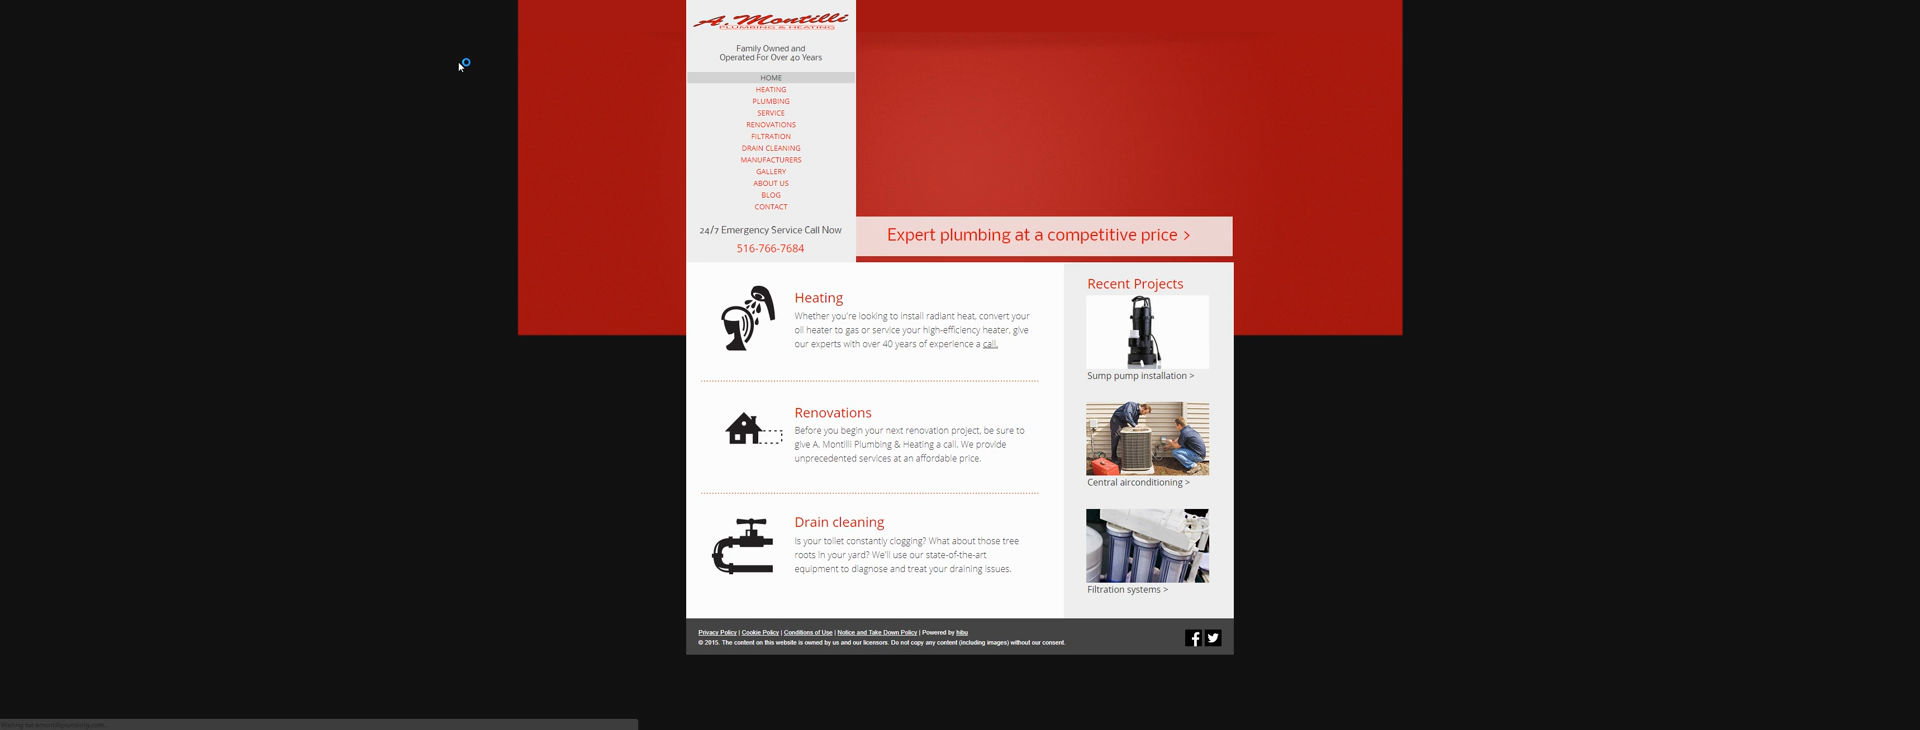 A. Montilli
PLUMBING & HEATING
Family Owned and
Operated For Over 40 Years
HOME
HEATING
PLUMBING
SERVICE
RENOVATIONS
FILTRATION
DRAIN CLEANING
MANUFACTURERS
GALLERY
ABOUT US
BLOG
CONTACT
24/7 Emergency Service Call Now
516-766-7684
Expert plumbing at a competitive price >
Heating
Whether you're looking to install radiant heat, convert your
oil heater to gas or service your high-efficiency heater, give
our experts with over 40 years of experience a call.
Renovations
Before you begin your next renovation project, be sure to
give A. Montilli Plumbing & Heating a call. We provide
unprecedented services at an affordable price.
Drain cleaning
Is your toilet constantly clogging? What about those tree
roots in your yard? We'll use our state-of-the-art
equipment to diagnose and treat your draining issues.
Recent Projects
Sump pump installation >
Central airconditioning >
Filtration systems >
Privacy Policy | Cookie Policy | Conditions of Use | Notice and Take Down Policy | Powered by hibu
© 2015. The content on this website is owned by us and our licensors. Do not copy any content (including images) without our consent.